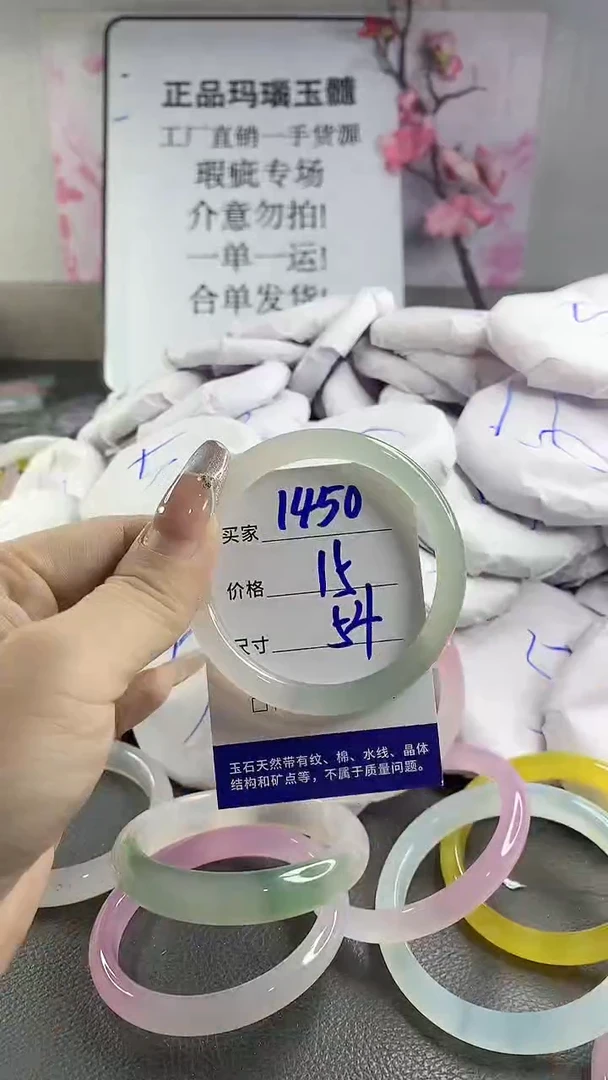 正品玛瑙玉髓
工厂直销一手货源
瑕疵专场
介意勿拍!
一单一运!
合单发货!
买家 1450
价格 15
尺寸 54
玉石天然带有纹、棉、水线、晶体
结构和矿点等，不属于质量问题。